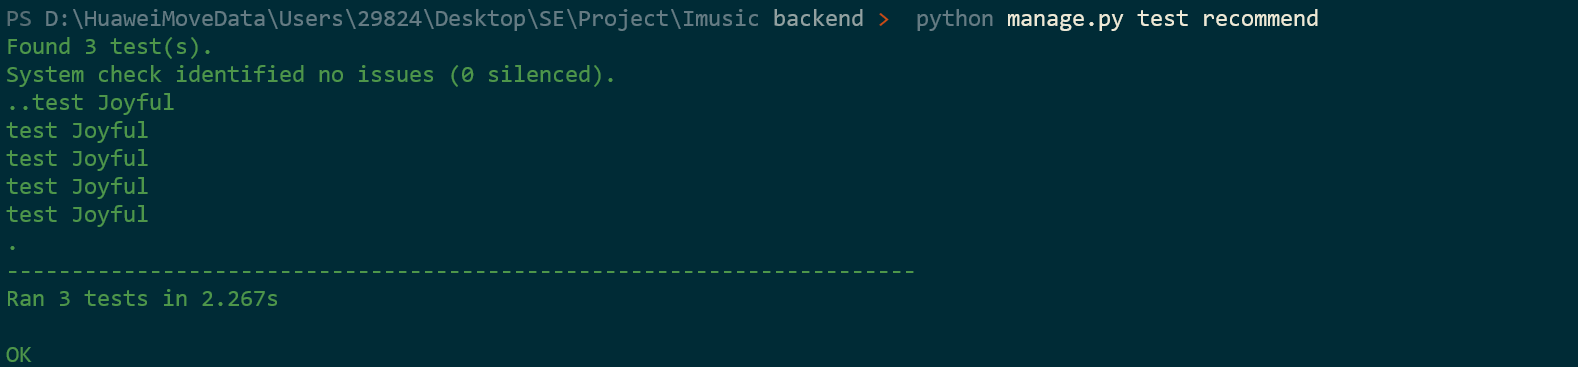 PS D:\HuaweiMoveData\Users\29824\Desktop\SE\Project\Imusic backend >  python manage.py test recommend
Found 3 test(s).
System check identified no issues (0 silenced).
..test Joyful
test Joyful
test Joyful
test Joyful
test Joyful
.
----------------------------------------------------------------------
Ran 3 tests in 2.267s

OK